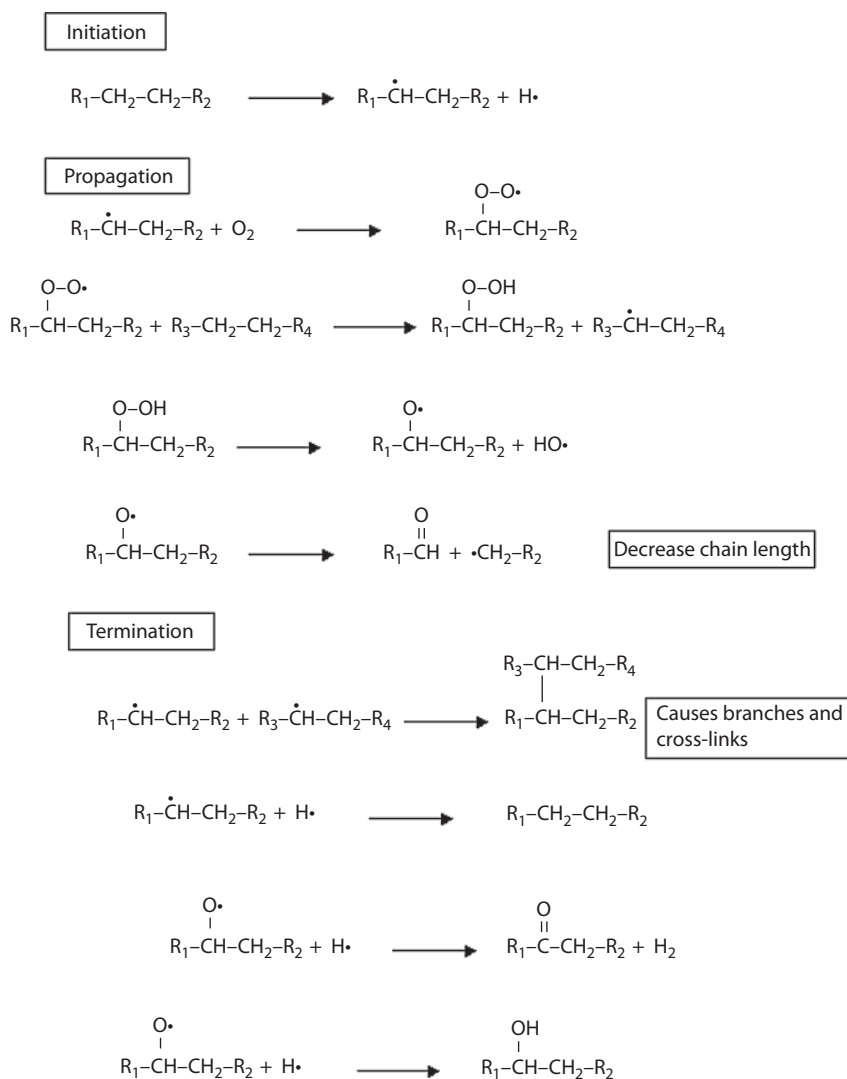 Initiation
R₁–CH₂–CH₂–R₂ ⟶ R₁–ĊH–CH₂–R₂ + H•
Propagation
O–O•
R₁–ĊH–CH₂–R₂ + O₂ ⟶ R₁–CH–CH₂–R₂
O–O• O–OH
R₁–CH–CH₂–R₂ + R₃–CH₂–CH₂–R₄ ⟶ R₁–CH–CH₂–R₂ + R₃–ĊH–CH₂–R₄
O–OH O•
R₁–CH–CH₂–R₂ ⟶ R₁–CH–CH₂–R₂ + HO•
O• O
R₁–CH–CH₂–R₂ ⟶ R₁–CH + •CH₂–R₂ Decrease chain length
Termination
R₃–CH–CH₂–R₄
R₁–ĊH–CH₂–R₂ + R₃–ĊH–CH₂–R₄ ⟶ R₁–CH–CH₂–R₂
Causes branches and
cross-links
R₁–ĊH–CH₂–R₂ + H• ⟶ R₁–CH₂–CH₂–R₂
O• O
R₁–CH–CH₂–R₂ + H• ⟶ R₁–C–CH₂–R₂ + H₂
O• OH
R₁–CH–CH₂–R₂ + H• ⟶ R₁–CH–CH₂–R₂